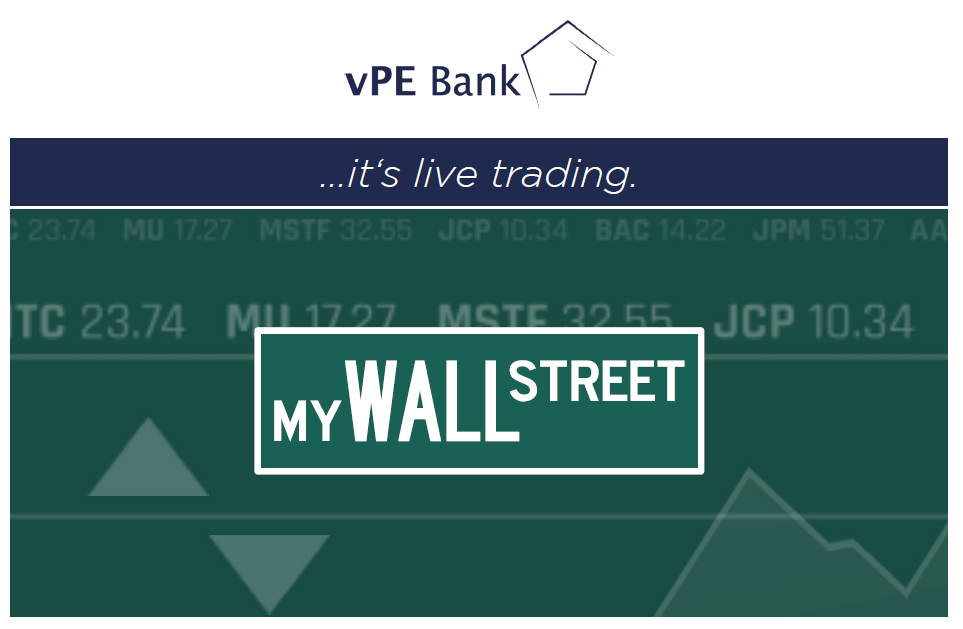 vPE Bank
...it's live trading.
C 23.74 MU 17.27 MSTF 32.55 JCP 10.34 BAC 14.22 JPM 51.37 AA
ITC 23.74 MU 17.27 MSTF 32.55 JCP 10.34
MY WALL STREET